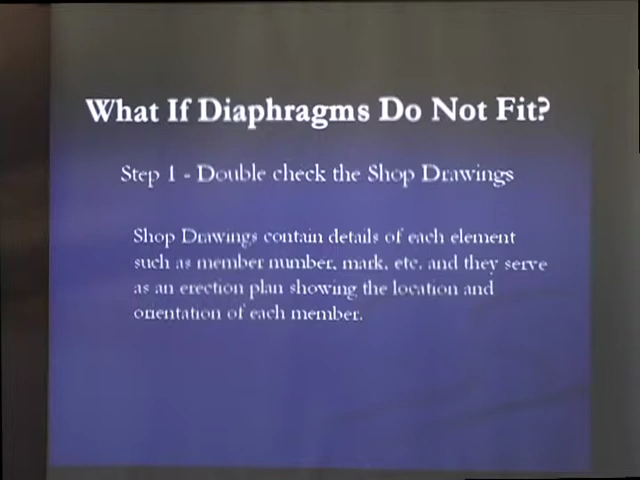 What If Diaphragms Do Not Fit?
Step 1 - Double check the Shop Drawings
Shop Drawings contain details of each element
such as member number, mark, etc. and they serve
as an erection plan showing the location and
orientation of each member.